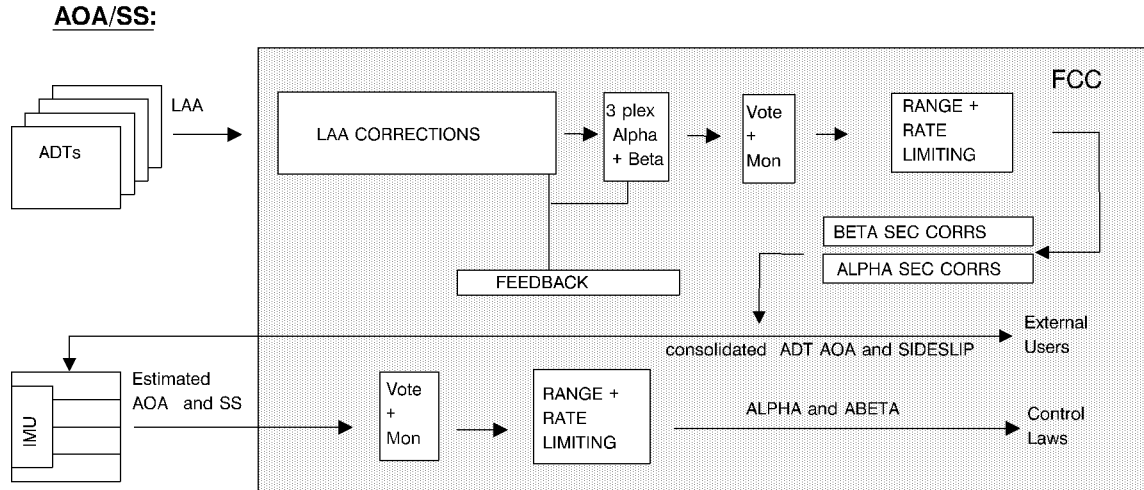 AOA/SS:
FCC
LAA
ADTs
LAA CORRECTIONS
3 plex
Alpha
+ Beta
Vote
+
Mon
RANGE +
RATE
LIMITING
BETA SEC CORRS
ALPHA SEC CORRS
FEEDBACK
External
Users
consolidated ADT AOA and SIDESLIP
Estimated
AOA and SS
IMU
Vote
+
Mon
RANGE +
RATE
LIMITING
ALPHA and ABETA
Control
Laws